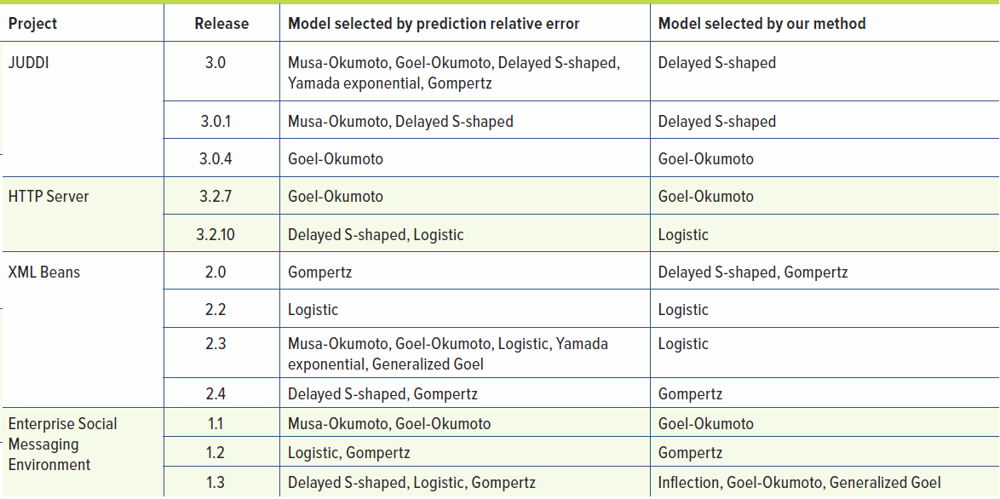 Project Release Model selected by prediction relative error Model selected by our method
JUDDI 3.0 Musa-Okumoto, Goel-Okumoto, Delayed S-shaped, Delayed S-shaped
Yamada exponential, Gompertz
3.0.1 Musa-Okumoto, Delayed S-shaped Delayed S-shaped
3.0.4 Goel-Okumoto Goel-Okumoto
HTTP Server 3.2.7 Goel-Okumoto Goel-Okumoto
3.2.10 Delayed S-shaped, Logistic Logistic
XML Beans 2.0 Gompertz Delayed S-shaped, Gompertz
2.2 Logistic Logistic
2.3 Musa-Okumoto, Goel-Okumoto, Logistic, Yamada Logistic
exponential, Generalized Goel
2.4 Delayed S-shaped, Gompertz Gompertz
Enterprise Social 1.1 Musa-Okumoto, Goel-Okumoto Goel-Okumoto
Messaging 1.2 Logistic, Gompertz Gompertz
Environment 1.3 Delayed S-shaped, Logistic, Gompertz Inflection, Goel-Okumoto, Generalized Goel